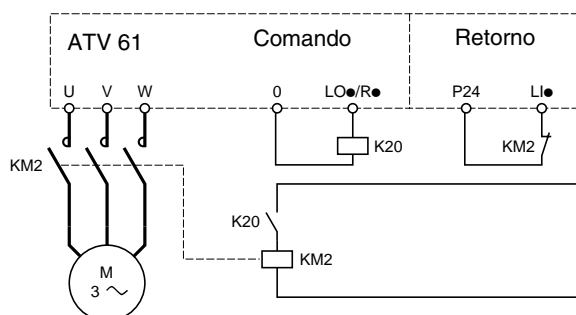 ATV 61 Comando Retorno
U V W 0 LO●/R● P24 LI●
K20 KM2
KM2
K20
KM2
M
3